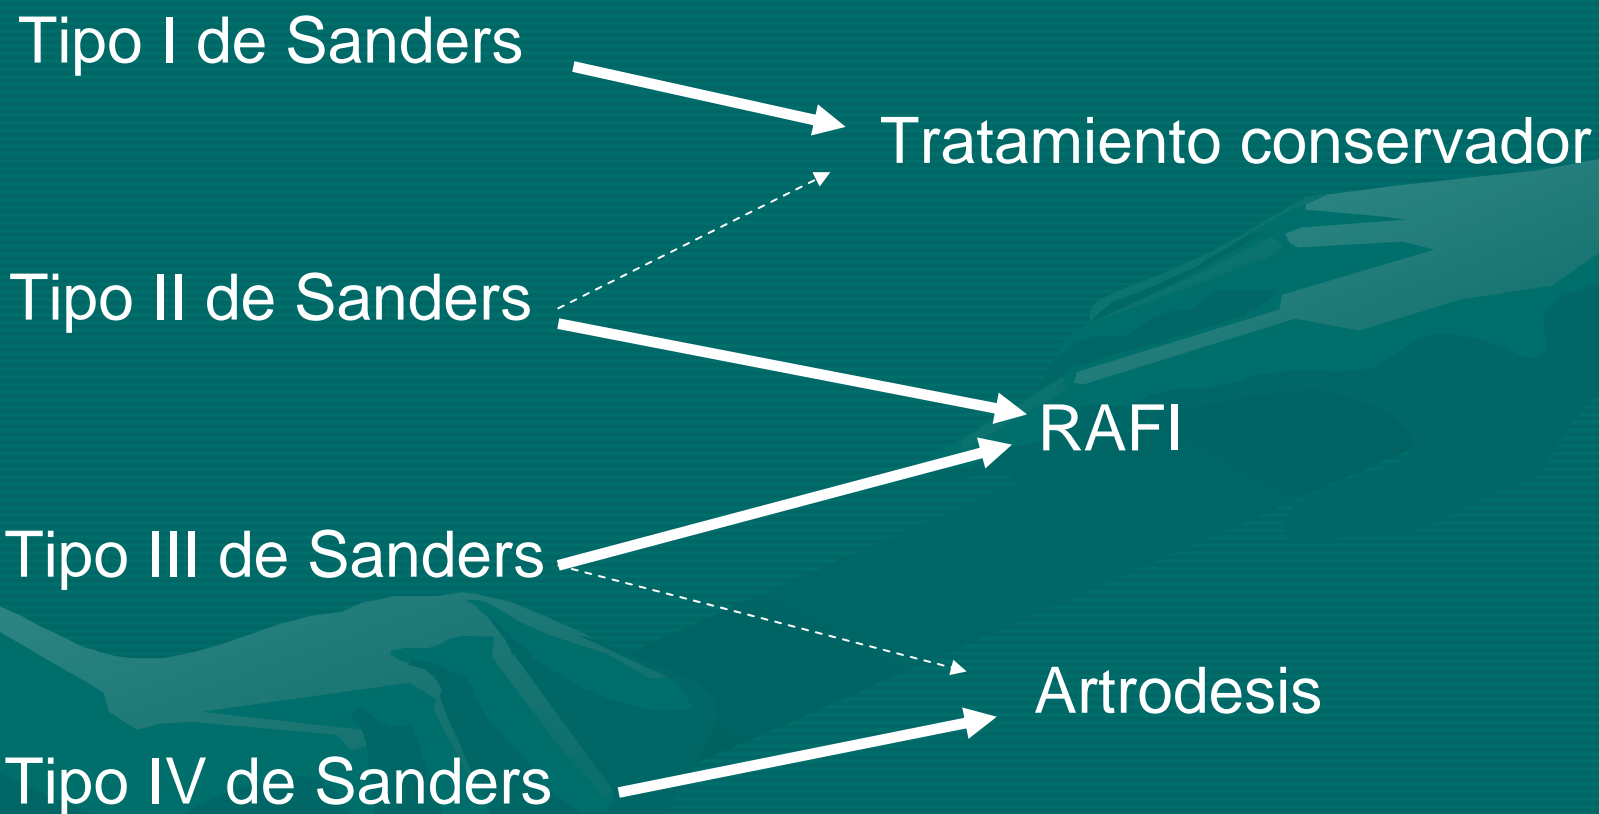 Tipo I de Sanders
Tratamiento conservador
Tipo II de Sanders
RAFI
Tipo III de Sanders
Artrodesis
Tipo IV de Sanders